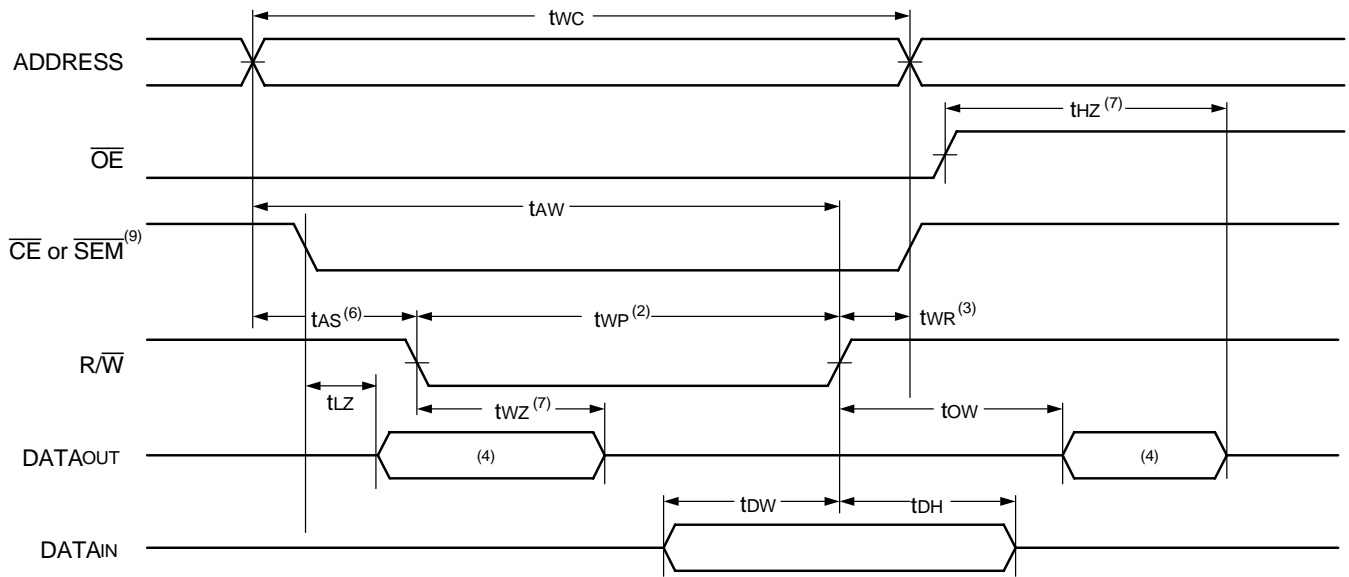 tWC
ADDRESS
tHZ (7)
OE
tAW
CE or SEM (9)
tAS (6)
tWP (2)
tWR (3)
R/W
tLZ
tWZ (7)
tOW
DATAOUT
(4)
(4)
tDW
tDH
DATAIN